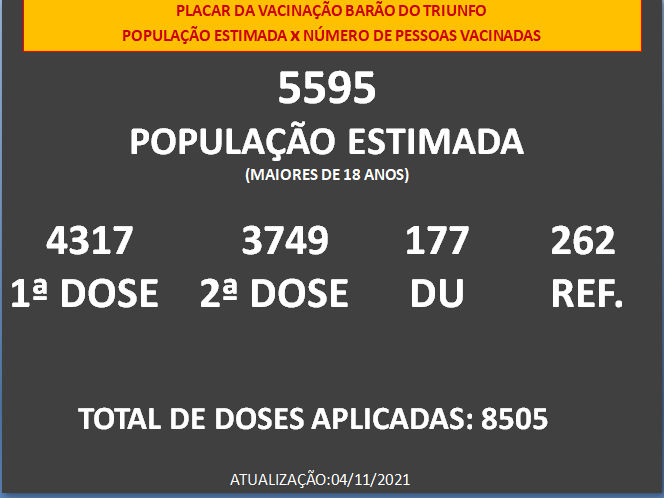 PLACAR DA VACINAÇÃO BARÃO DO TRIUNFO
POPULAÇÃO ESTIMADA x NÚMERO DE PESSOAS VACINADAS
5595
POPULAÇÃO ESTIMADA
(MAIORES DE 18 ANOS)
4317 3749 177 262
1ª DOSE 2ª DOSE DU REF.
TOTAL DE DOSES APLICADAS: 8505
ATUALIZAÇÃO:04/11/2021